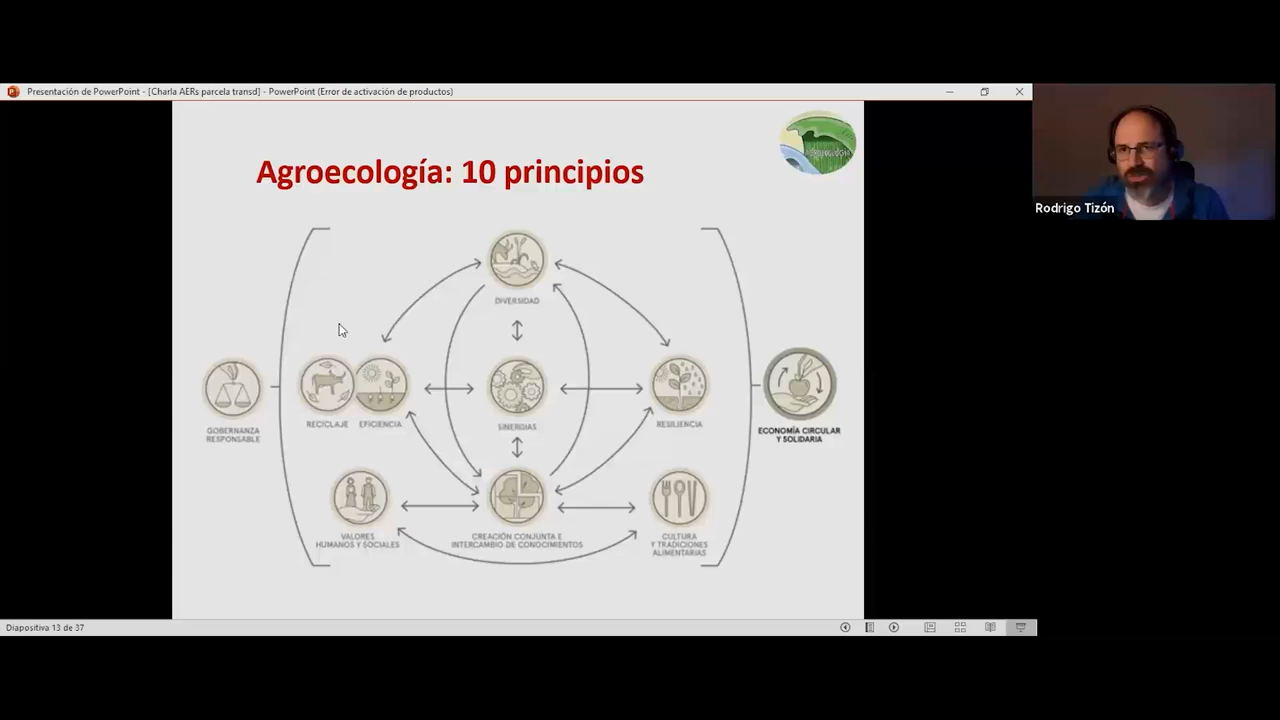 Presentación de PowerPoint - [Charla AERs parcela transd] - PowerPoint (Error de activación de productos)
Agroecología: 10 principios
AGROECOLOGÍA
Rodrigo Tizón
DIVERSIDAD
RECICLAJE
EFICIENCIA
SINERGIAS
RESILIENCIA
GOBERNANZA
RESPONSABLE
ECONOMÍA CIRCULAR
Y SOLIDARIA
VALORES
HUMANOS Y SOCIALES
CREACIÓN CONJUNTA E
INTERCAMBIO DE CONOCIMIENTOS
CULTURA
Y TRADICIONES
ALIMENTARIAS
Diapositiva 13 de 37